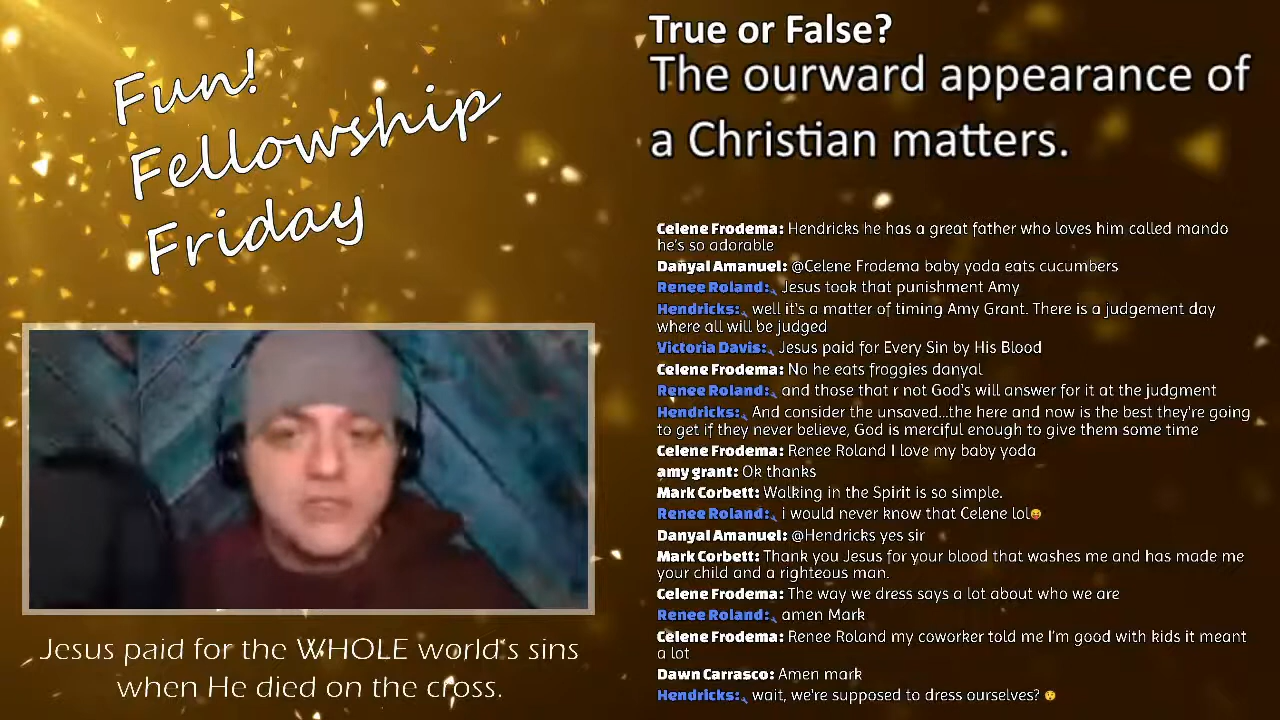 Fun!
Fellowship
Friday
True or False?
The ourward appearance of
a Christian matters.
Celene Frodema: Hendricks he has a great father who loves him called mando
he's so adorable
Danyal Amanuel: @Celene Frodema baby yoda eats cucumbers
Renee Roland: Jesus took that punishment Amy
Hendricks: well it's a matter of timing Amy Grant. There is a judgement day
where all will be judged
Victoria Davis: Jesus paid for Every Sin by His Blood
Celene Frodema: No he eats froggies danyal
Renee Roland: and those that r not God's will answer for it at the judgment
Hendricks: And consider the unsaved...the here and now is the best they're going
to get if they never believe, God is merciful enough to give them some time
Celene Frodema: Renee Roland I love my baby yoda
amy grant: Ok thanks
Mark Corbett: Walking in the Spirit is so simple.
Renee Roland: i would never know that Celene lol😝
Danyal Amanuel: @Hendricks yes sir
Mark Corbett: Thank you Jesus for your blood that washes me and has made me
your child and a righteous man.
Celene Frodema: The way we dress says a lot about who we are
Renee Roland: amen Mark
Celene Frodema: Renee Roland my coworker told me I'm good with kids it meant
a lot
Dawn Carrasco: Amen mark
Hendricks: wait, we're supposed to dress ourselves? 😲
Jesus paid for the WHOLE world's sins
when He died on the cross.